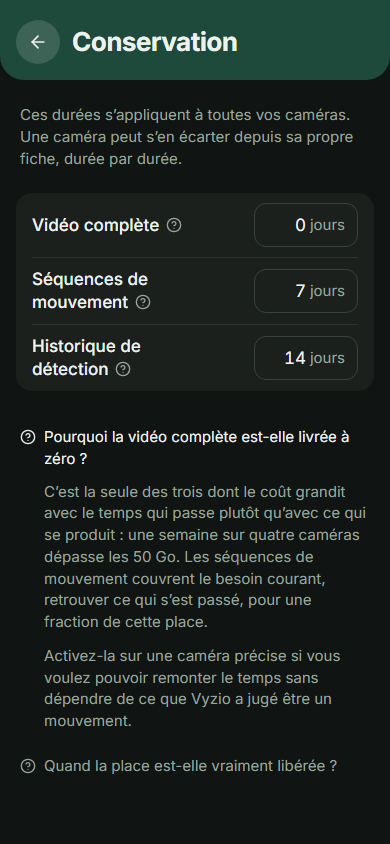 Conservation
Ces durées s’appliquent à toutes vos caméras.
Une caméra peut s’en écarter depuis sa propre
fiche, durée par durée.
Vidéo complète
0 jours
Séquences de
mouvement
7 jours
Historique de
détection
14 jours
Pourquoi la vidéo complète est-elle livrée à
zéro ?
C’est la seule des trois dont le coût grandit
avec le temps qui passe plutôt qu’avec ce qui
se produit : une semaine sur quatre caméras
dépasse les 50 Go. Les séquences de
mouvement couvrent le besoin courant,
retrouver ce qui s’est passé, pour une
fraction de cette place.
Activez-la sur une caméra précise si vous
voulez pouvoir remonter le temps sans
dépendre de ce que Vyzio a jugé être un
mouvement.
Quand la place est-elle vraiment libérée ?